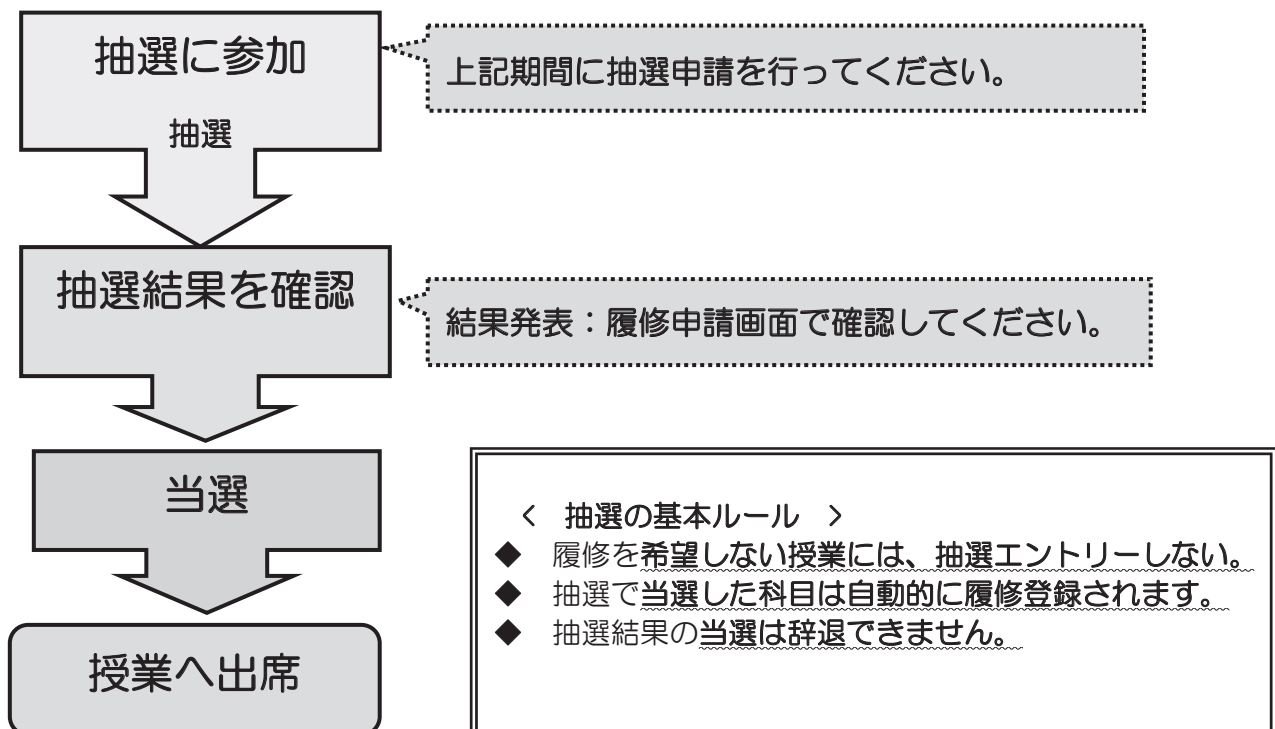 抽選に参加
抽選
上記期間に抽選申請を行ってください。
抽選結果を確認
結果発表:履修申請画面で確認してください。
当選
授業へ出席
< 抽選の基本ルール >
◆ 履修を希望しない授業には、抽選エントリーしない。
◆ 抽選で当選した科目は自動的に履修登録されます。
◆ 抽選結果の当選は辞退できません。